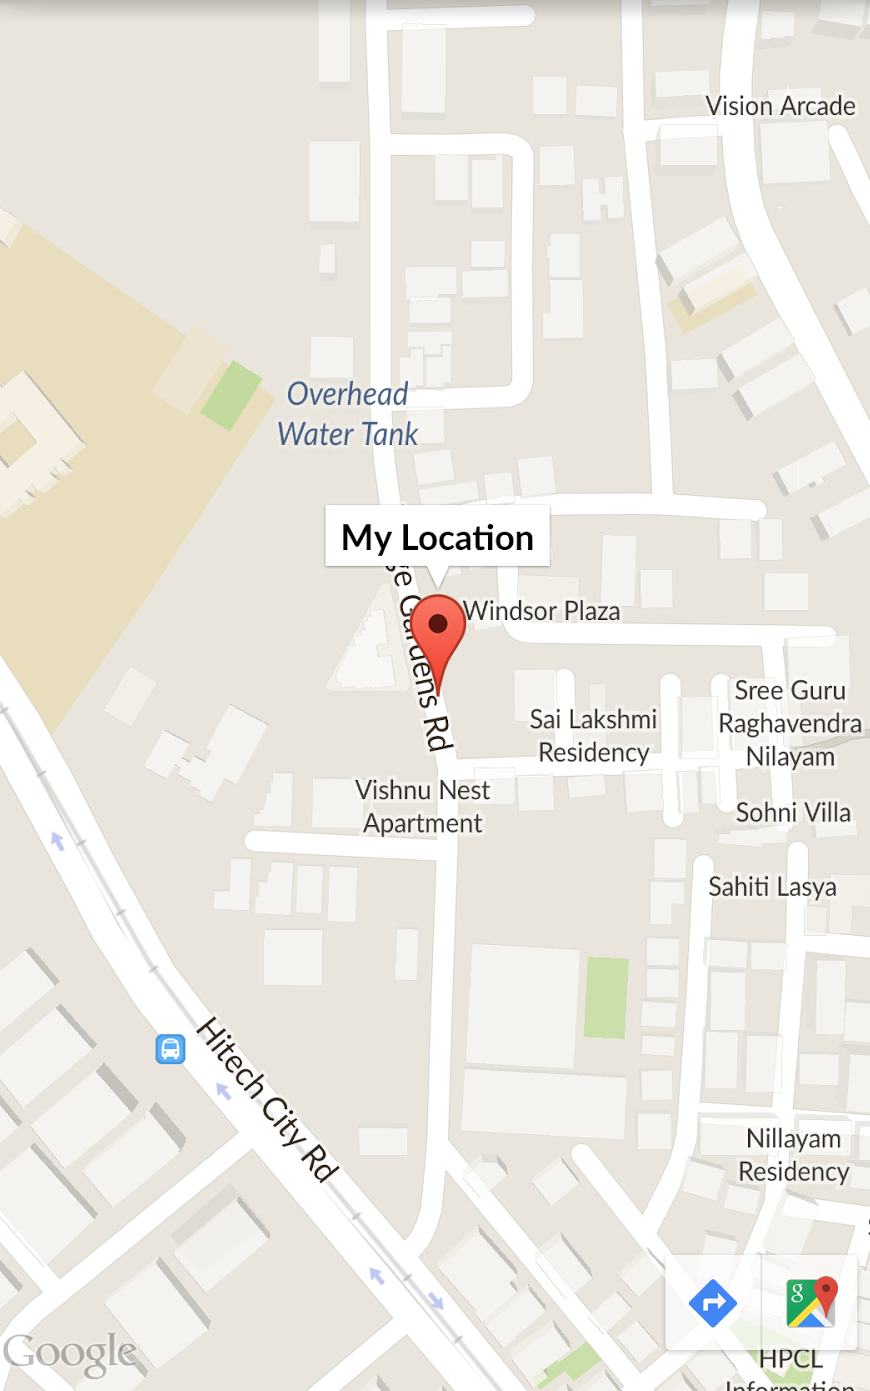 Vision Arcade
Overhead
Water Tank
My Location
Gardens Rd
Windsor Plaza
Sai Lakshmi
Residency
Sree Guru
Raghavendra
Nilayam
Vishnu Nest
Apartment
Sohni Villa
Sahiti Lasya
Hitech City Rd
Nillayam
Residency
g
Google
HPCL
Information